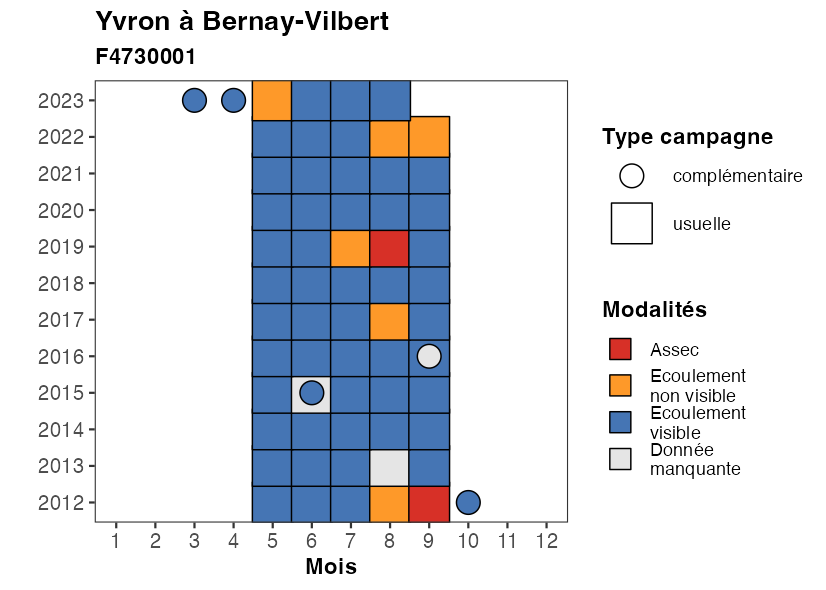 Yvron à Bernay-Vilbert
F4730001
2023
2022
2021
2020
2019
2018
2017
2016
2015
2014
2013
2012
1 2 3 4 5 6 7 8 9 10 11 12
Mois
Type campagne
complémentaire
usuelle
Modalités
Assec
Ecoulement
non visible
Ecoulement
visible
Donnée
manquante